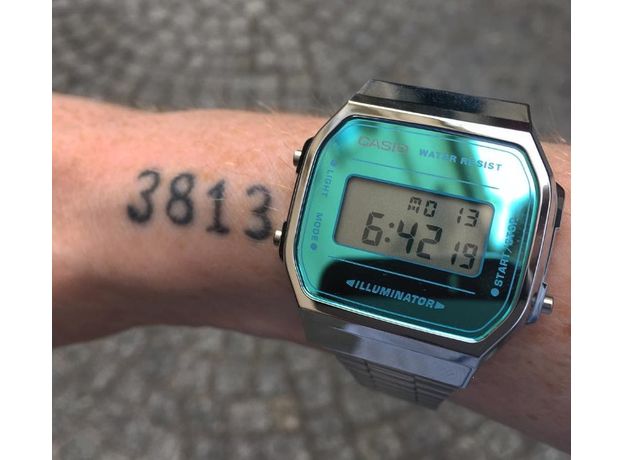 3813
CASIO
WATER RESIST
LIGHT
MODE
MO 13
6:42 19
START/STOP
ILLUMINATOR